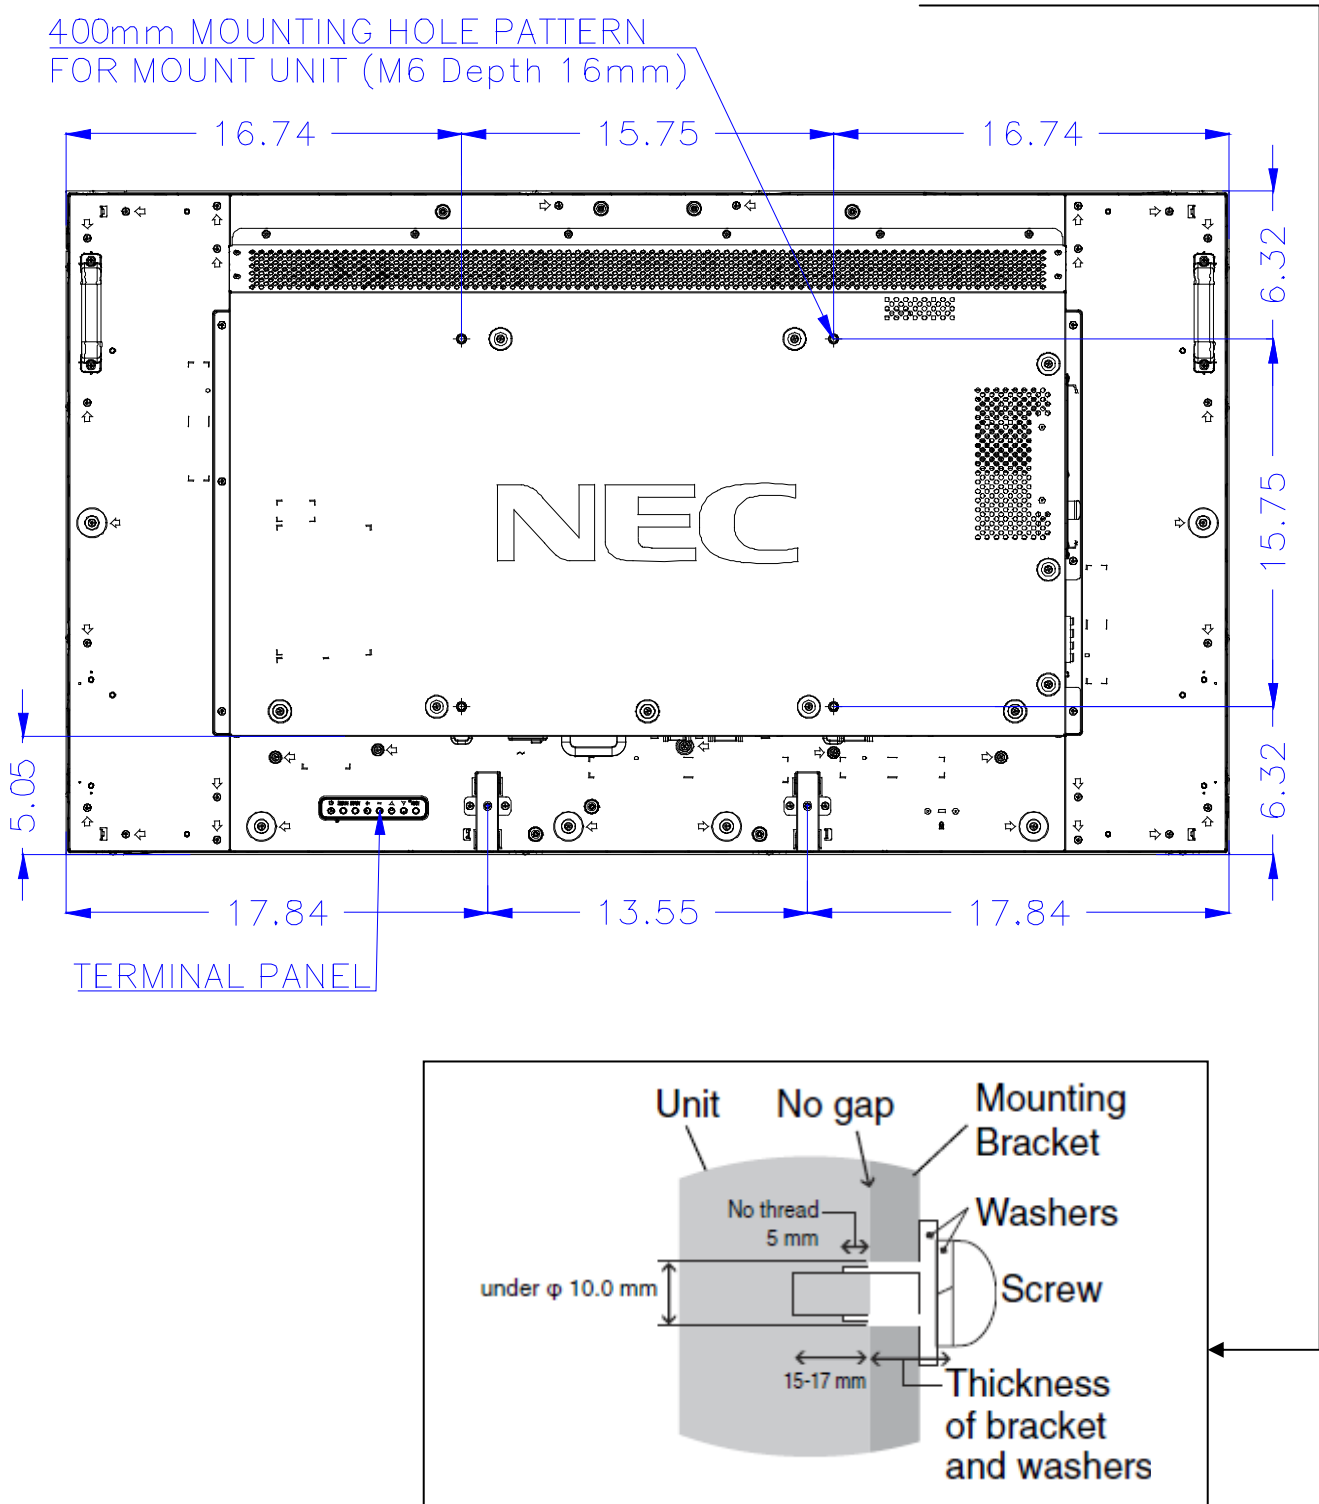 400mm MOUNTING HOLE PATTERN
FOR MOUNT UNIT (M6 Depth 16mm)
16.74
15.75
16.74
6.32
15.75
6.32
NEC
5.05
17.84
13.55
17.84
TERMINAL PANEL
Unit
No gap
Mounting
Bracket
No thread
5 mm
Washers
under φ 10.0 mm
Screw
15-17 mm
Thickness
of bracket
and washers